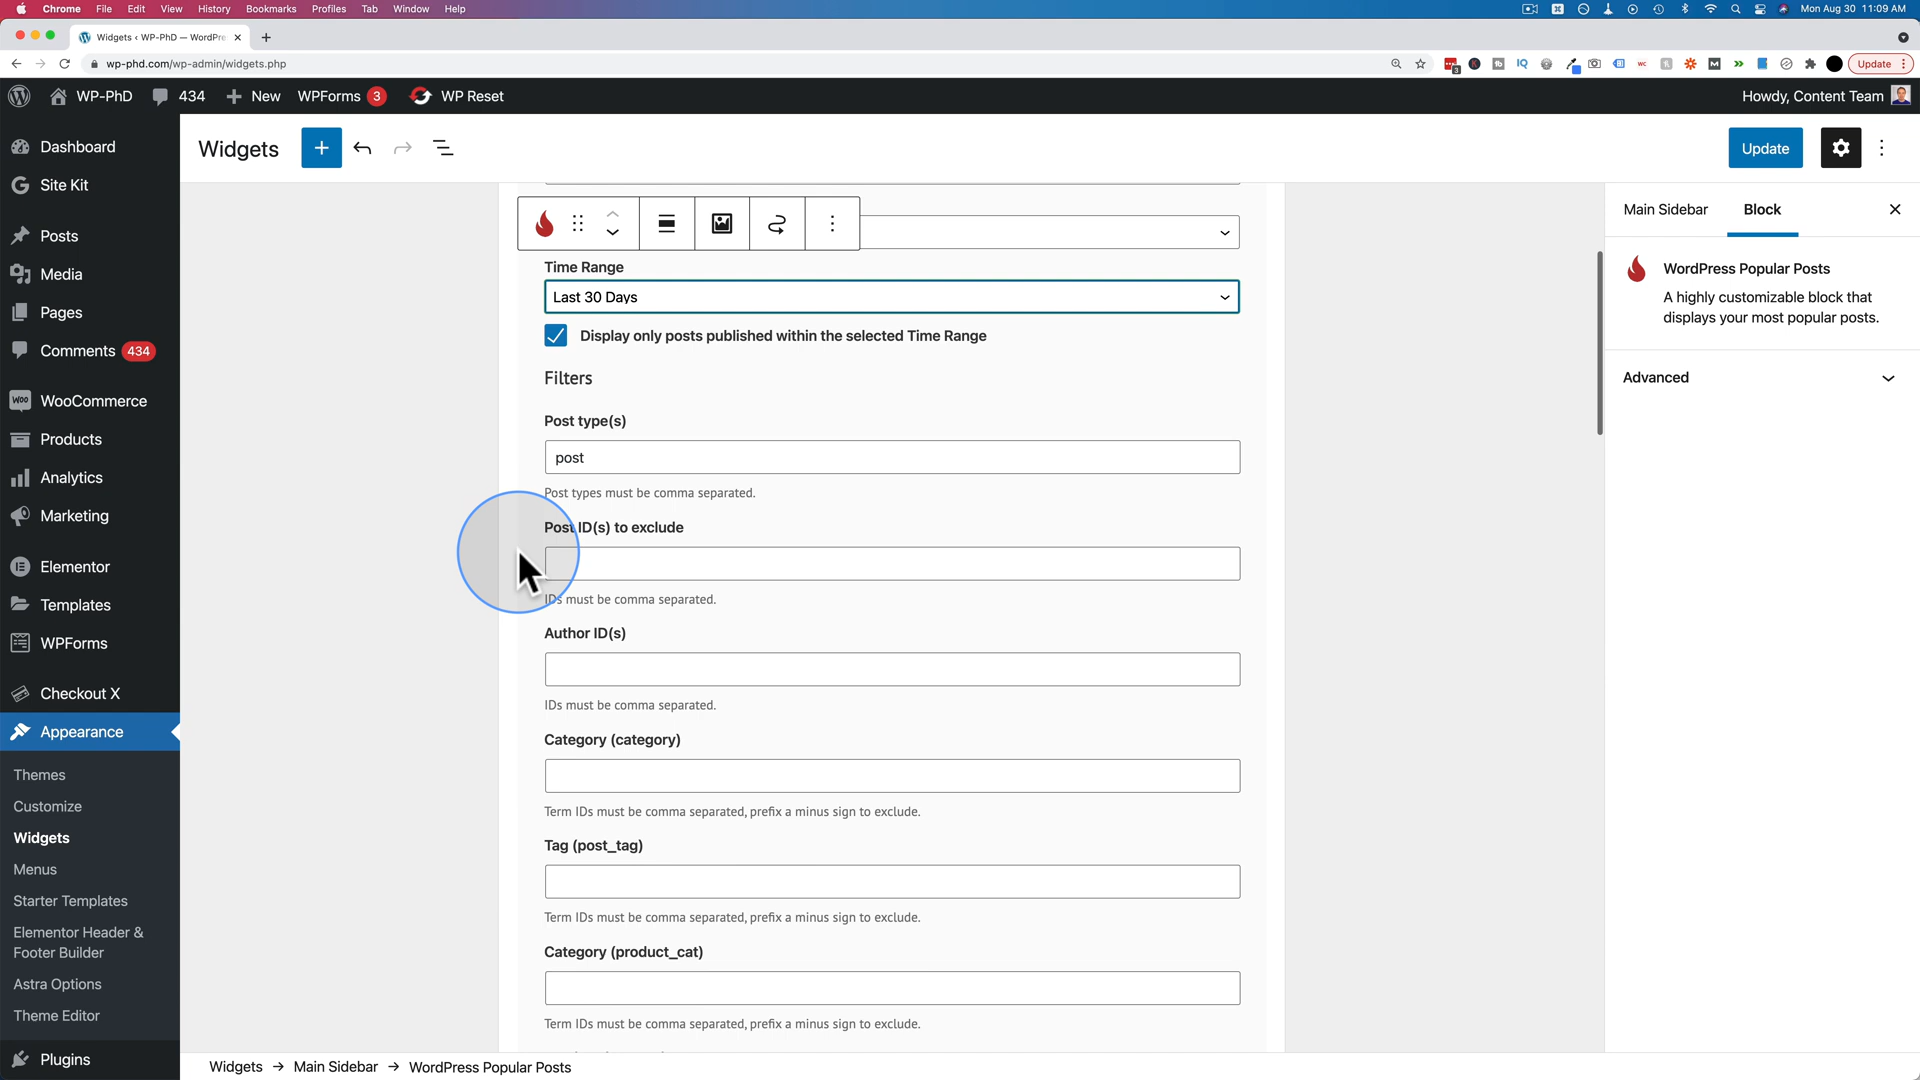 Chrome File Edit View History Bookmarks Profiles Tab Window Help Mon Aug 30 11:09 AM
Widgets ‹ WP-PhD — WordPre
wp-phd.com/wp-admin/widgets.php Update
WP-PhD 434 New WPForms 3 WP Reset Howdy, Content Team
Dashboard
Site Kit
Posts
Media
Pages
Comments 434
WooCommerce
Products
Analytics
Marketing
Elementor
Templates
WPForms
Checkout X
Appearance
Themes
Customize
Widgets
Menus
Starter Templates
Elementor Header &
Footer Builder
Astra Options
Theme Editor
Plugins
Widgets Update
Time Range
Last 30 Days
Display only posts published within the selected Time Range
Filters
Post type(s)
post
Post types must be comma separated.
Post ID(s) to exclude
IDs must be comma separated.
Author ID(s)
IDs must be comma separated.
Category (category)
Term IDs must be comma separated, prefix a minus sign to exclude.
Tag (post_tag)
Term IDs must be comma separated, prefix a minus sign to exclude.
Category (product_cat)
Term IDs must be comma separated, prefix a minus sign to exclude.
Main Sidebar Block
WordPress Popular Posts
A highly customizable block that
displays your most popular posts.
Advanced
Widgets → Main Sidebar → WordPress Popular Posts